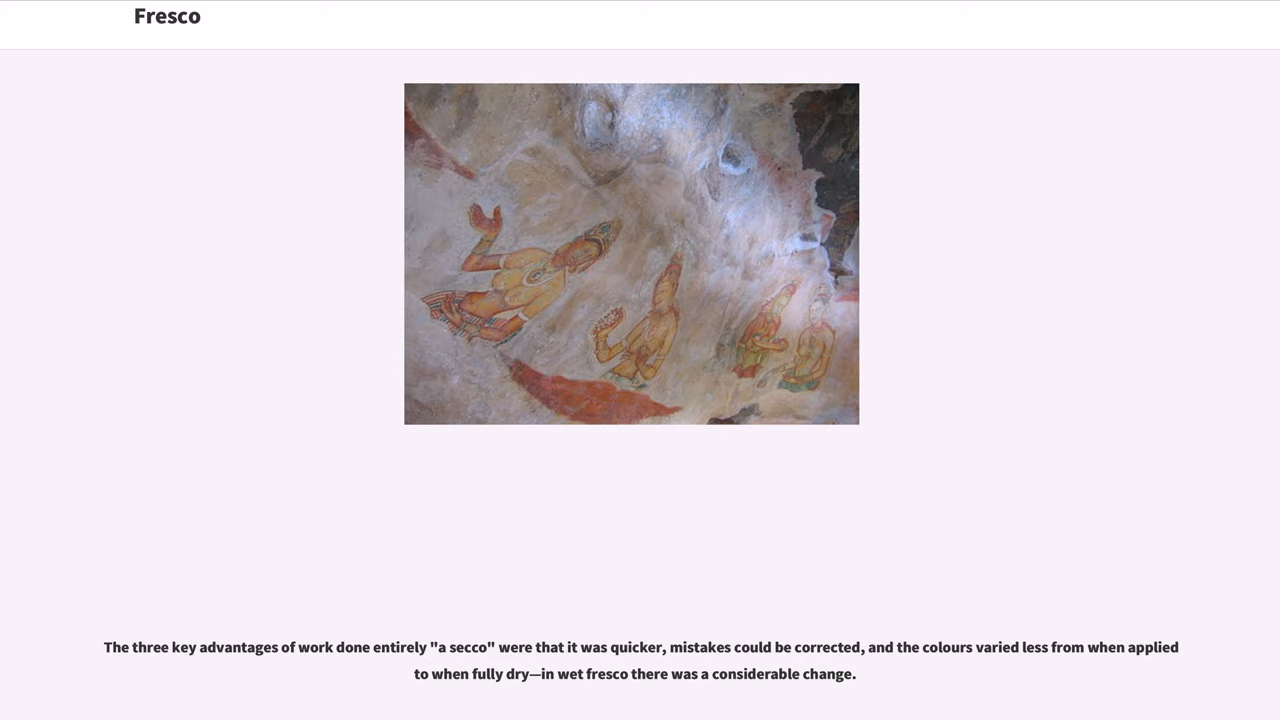 Fresco
The three key advantages of work done entirely "a secco" were that it was quicker, mistakes could be corrected, and the colours varied less from when applied
to when fully dry—in wet fresco there was a considerable change.